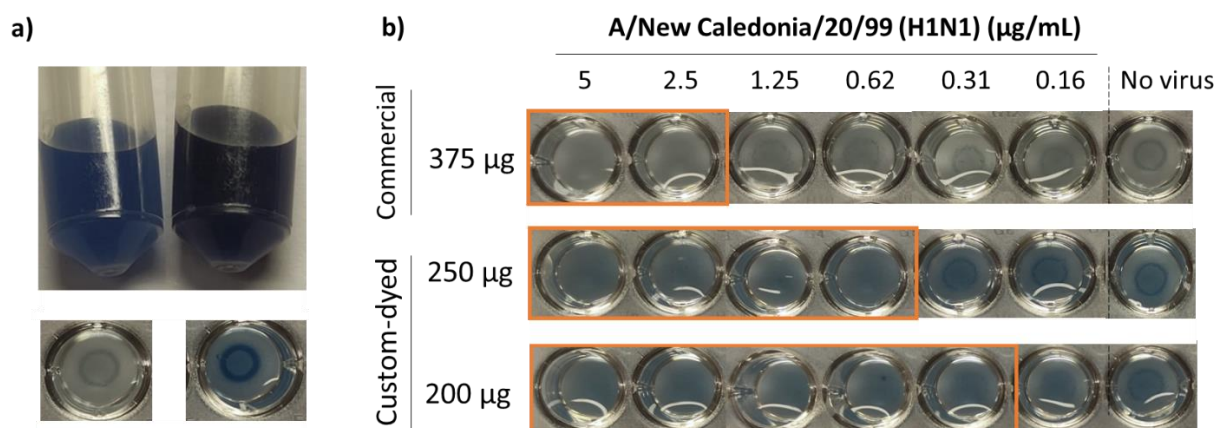 a)
b)
A/New Caledonia/20/99 (H1N1) (µg/mL)
5 2.5 1.25 0.62 0.31 0.16 No virus
Commercial
375 µg
Custom-dyed
250 µg
200 µg